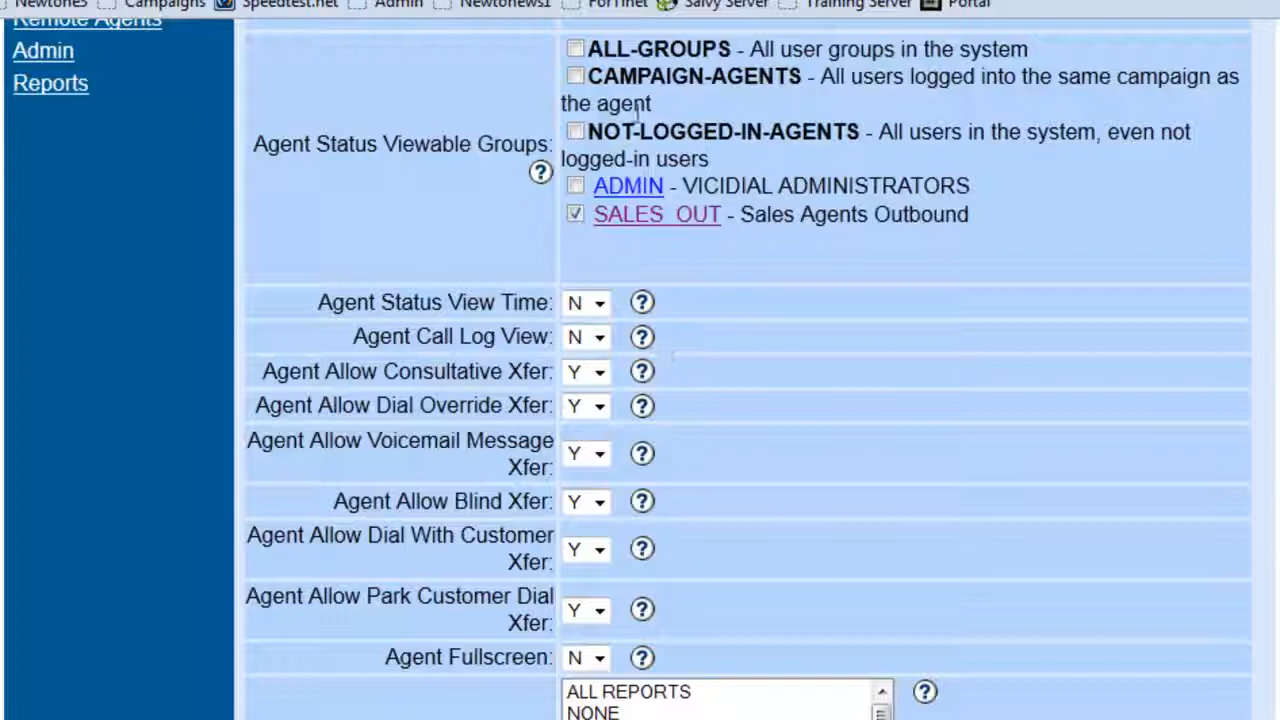 Newtone3 Campaigns Speedtest.net Admin Newtonews1 Fortinet Salvy Server Training Server Portal
Remote Agents
Admin
Reports
ALL-GROUPS - All user groups in the system
CAMPAIGN-AGENTS - All users logged into the same campaign as
the agent
NOT-LOGGED-IN-AGENTS - All users in the system, even not
logged-in users
Agent Status Viewable Groups:
?
ADMIN - VICIDIAL ADMINISTRATORS
SALES_OUT - Sales Agents Outbound
Agent Status View Time: N ?
Agent Call Log View: N ?
Agent Allow Consultative Xfer: Y ?
Agent Allow Dial Override Xfer: Y ?
Agent Allow Voicemail Message
Xfer: Y ?
Agent Allow Blind Xfer: Y ?
Agent Allow Dial With Customer
Xfer: Y ?
Agent Allow Park Customer Dial
Xfer: Y ?
Agent Fullscreen: N ?
ALL REPORTS ?
NONE